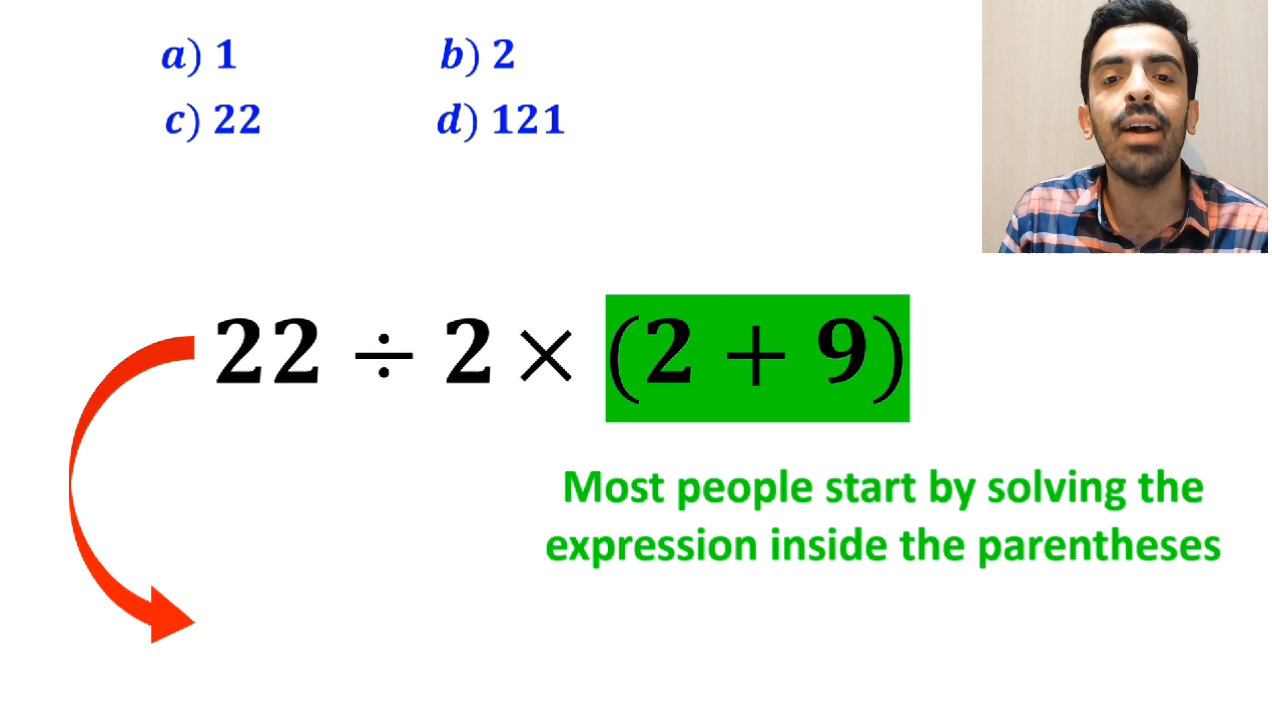 a) 1 b) 2
c) 22 d) 121
22 ÷ 2 × (2 + 9)
Most people start by solving the
expression inside the parentheses